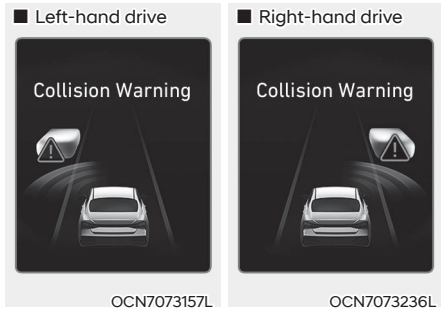 ■ Left-hand drive
Collision Warning
OCN7073157L
■ Right-hand drive
Collision Warning
OCN7073236L